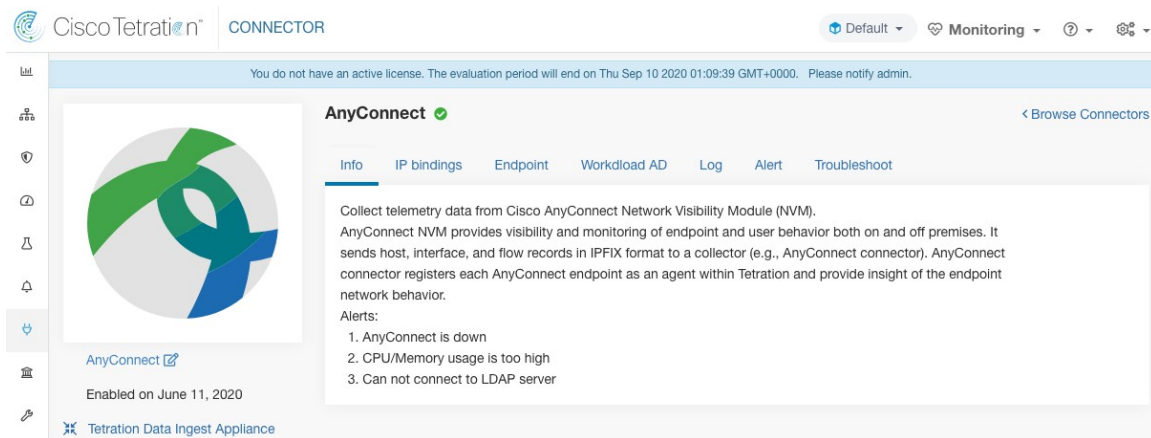 Cisco Tetration™ CONNECTOR Default Monitoring
You do not have an active license. The evaluation period will end on Thu Sep 10 2020 01:09:39 GMT+0000. Please notify admin.
AnyConnect
< Browse Connectors
Info IP bindings Endpoint Workdload AD Log Alert Troubleshoot
Collect telemetry data from Cisco AnyConnect Network Visibility Module (NVM).
AnyConnect NVM provides visibility and monitoring of endpoint and user behavior both on and off premises. It
sends host, interface, and flow records in IPFIX format to a collector (e.g., AnyConnect connector). AnyConnect
connector registers each AnyConnect endpoint as an agent within Tetration and provide insight of the endpoint
network behavior.
Alerts:
1. AnyConnect is down
2. CPU/Memory usage is too high
3. Can not connect to LDAP server
AnyConnect
Enabled on June 11, 2020
Tetration Data Ingest Appliance